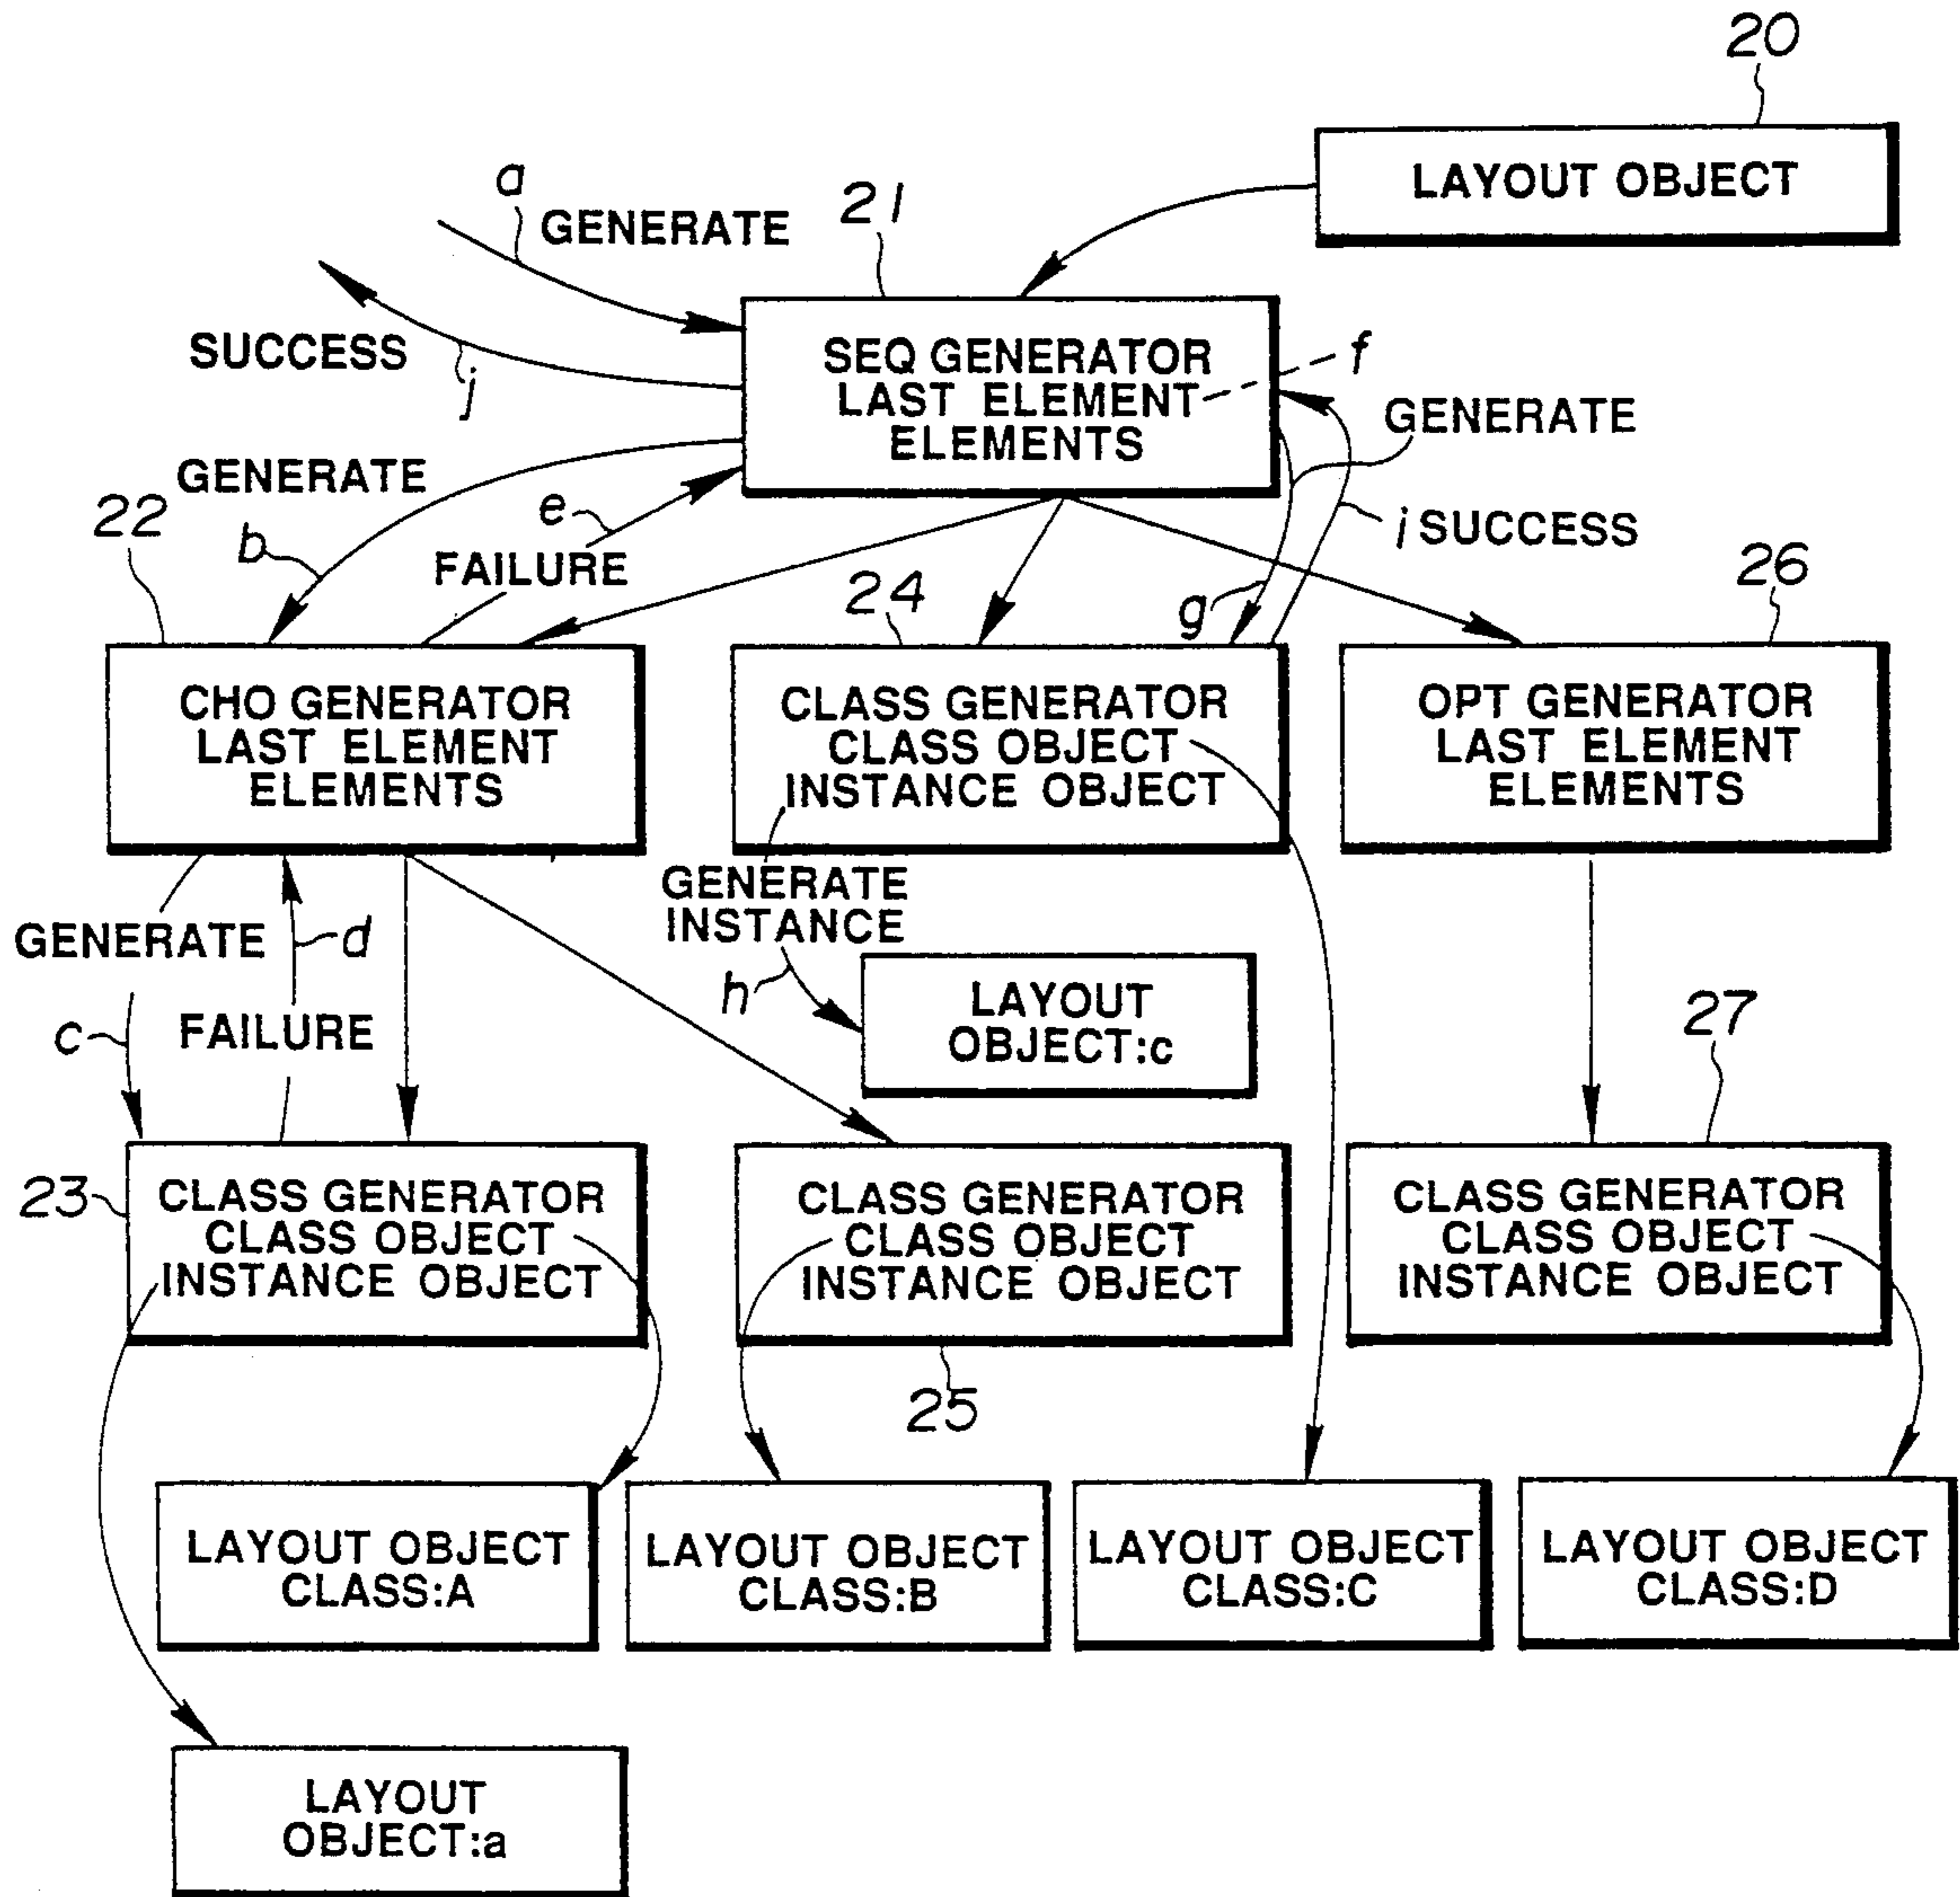 20
LAYOUT OBJECT
a
GENERATE
21
SUCCESS
j
SEQ GENERATOR
LAST ELEMENT
ELEMENTS
f
GENERATE
GENERATE
22
b
e
FAILURE
i SUCCESS
24
g
26
CHO GENERATOR
LAST ELEMENT
ELEMENTS
CLASS GENERATOR
CLASS OBJECT
INSTANCE OBJECT
OPT GENERATOR
LAST ELEMENT
ELEMENTS
GENERATE
d
GENERATE
INSTANCE
h
LAYOUT
OBJECT:c
c
FAILURE
27
23
CLASS GENERATOR
CLASS OBJECT
INSTANCE OBJECT
CLASS GENERATOR
CLASS OBJECT
INSTANCE OBJECT
25
CLASS GENERATOR
CLASS OBJECT
INSTANCE OBJECT
LAYOUT OBJECT
CLASS:A
LAYOUT OBJECT
CLASS:B
LAYOUT OBJECT
CLASS:C
LAYOUT OBJECT
CLASS:D
LAYOUT
OBJECT:a